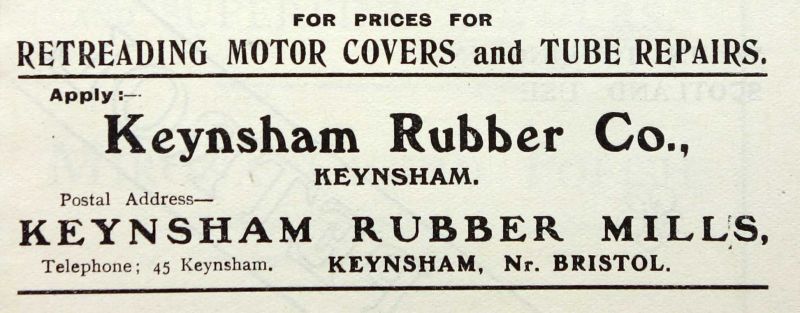 FOR PRICES FOR
RETREADING MOTOR COVERS and TUBE REPAIRS.
Apply :—
Keynsham Rubber Co.,
KEYNSHAM.
Postal Address—
KEYNSHAM RUBBER MILLS,
Telephone; 45 Keynsham. KEYNSHAM, Nr. BRISTOL.